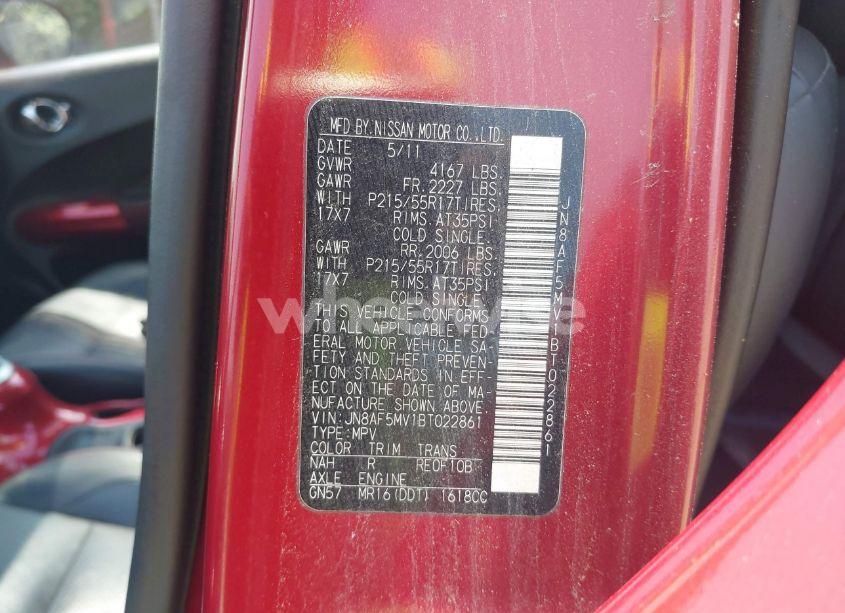 MFD BY NISSAN MOTOR CO.,LTD.
DATE 5/11
GVWR 4167 LBS.
GAWR FR. 2227 LBS.
WITH P215/55R17TIRES,
17X7 RIMS, AT35PSI
COLD SINGLE.
GAWR RR. 2006 LBS.
WITH P215/55R17TIRES,
17X7 RIMS, AT35PSI
COLD SINGLE.
THIS VEHICLE CONFORMS
TO ALL APPLICABLE FED-
ERAL MOTOR VEHICLE SA-
FETY AND THEFT PREVEN-
TION STANDARDS IN EFF-
ECT ON THE DATE OF MA-
NUFACTURE SHOWN ABOVE.
VIN:JN8AF5MV1BT022861
TYPE:MPV
COLOR TRIM TRANS
NAH R RE0F10B
AXLE ENGINE
GN57 MR16(DDT) 1618CC
JN8AF5MV1BT022861
wheelwise